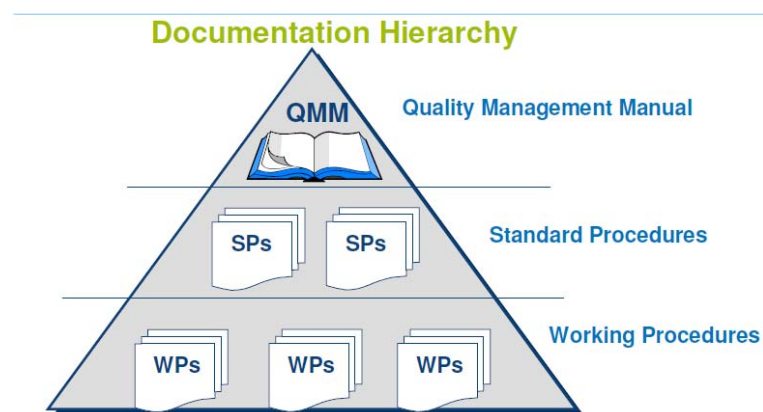 Documentation Hierarchy
QMM
Quality Management Manual
SPs
SPs
Standard Procedures
WPs
WPs
WPs
Working Procedures